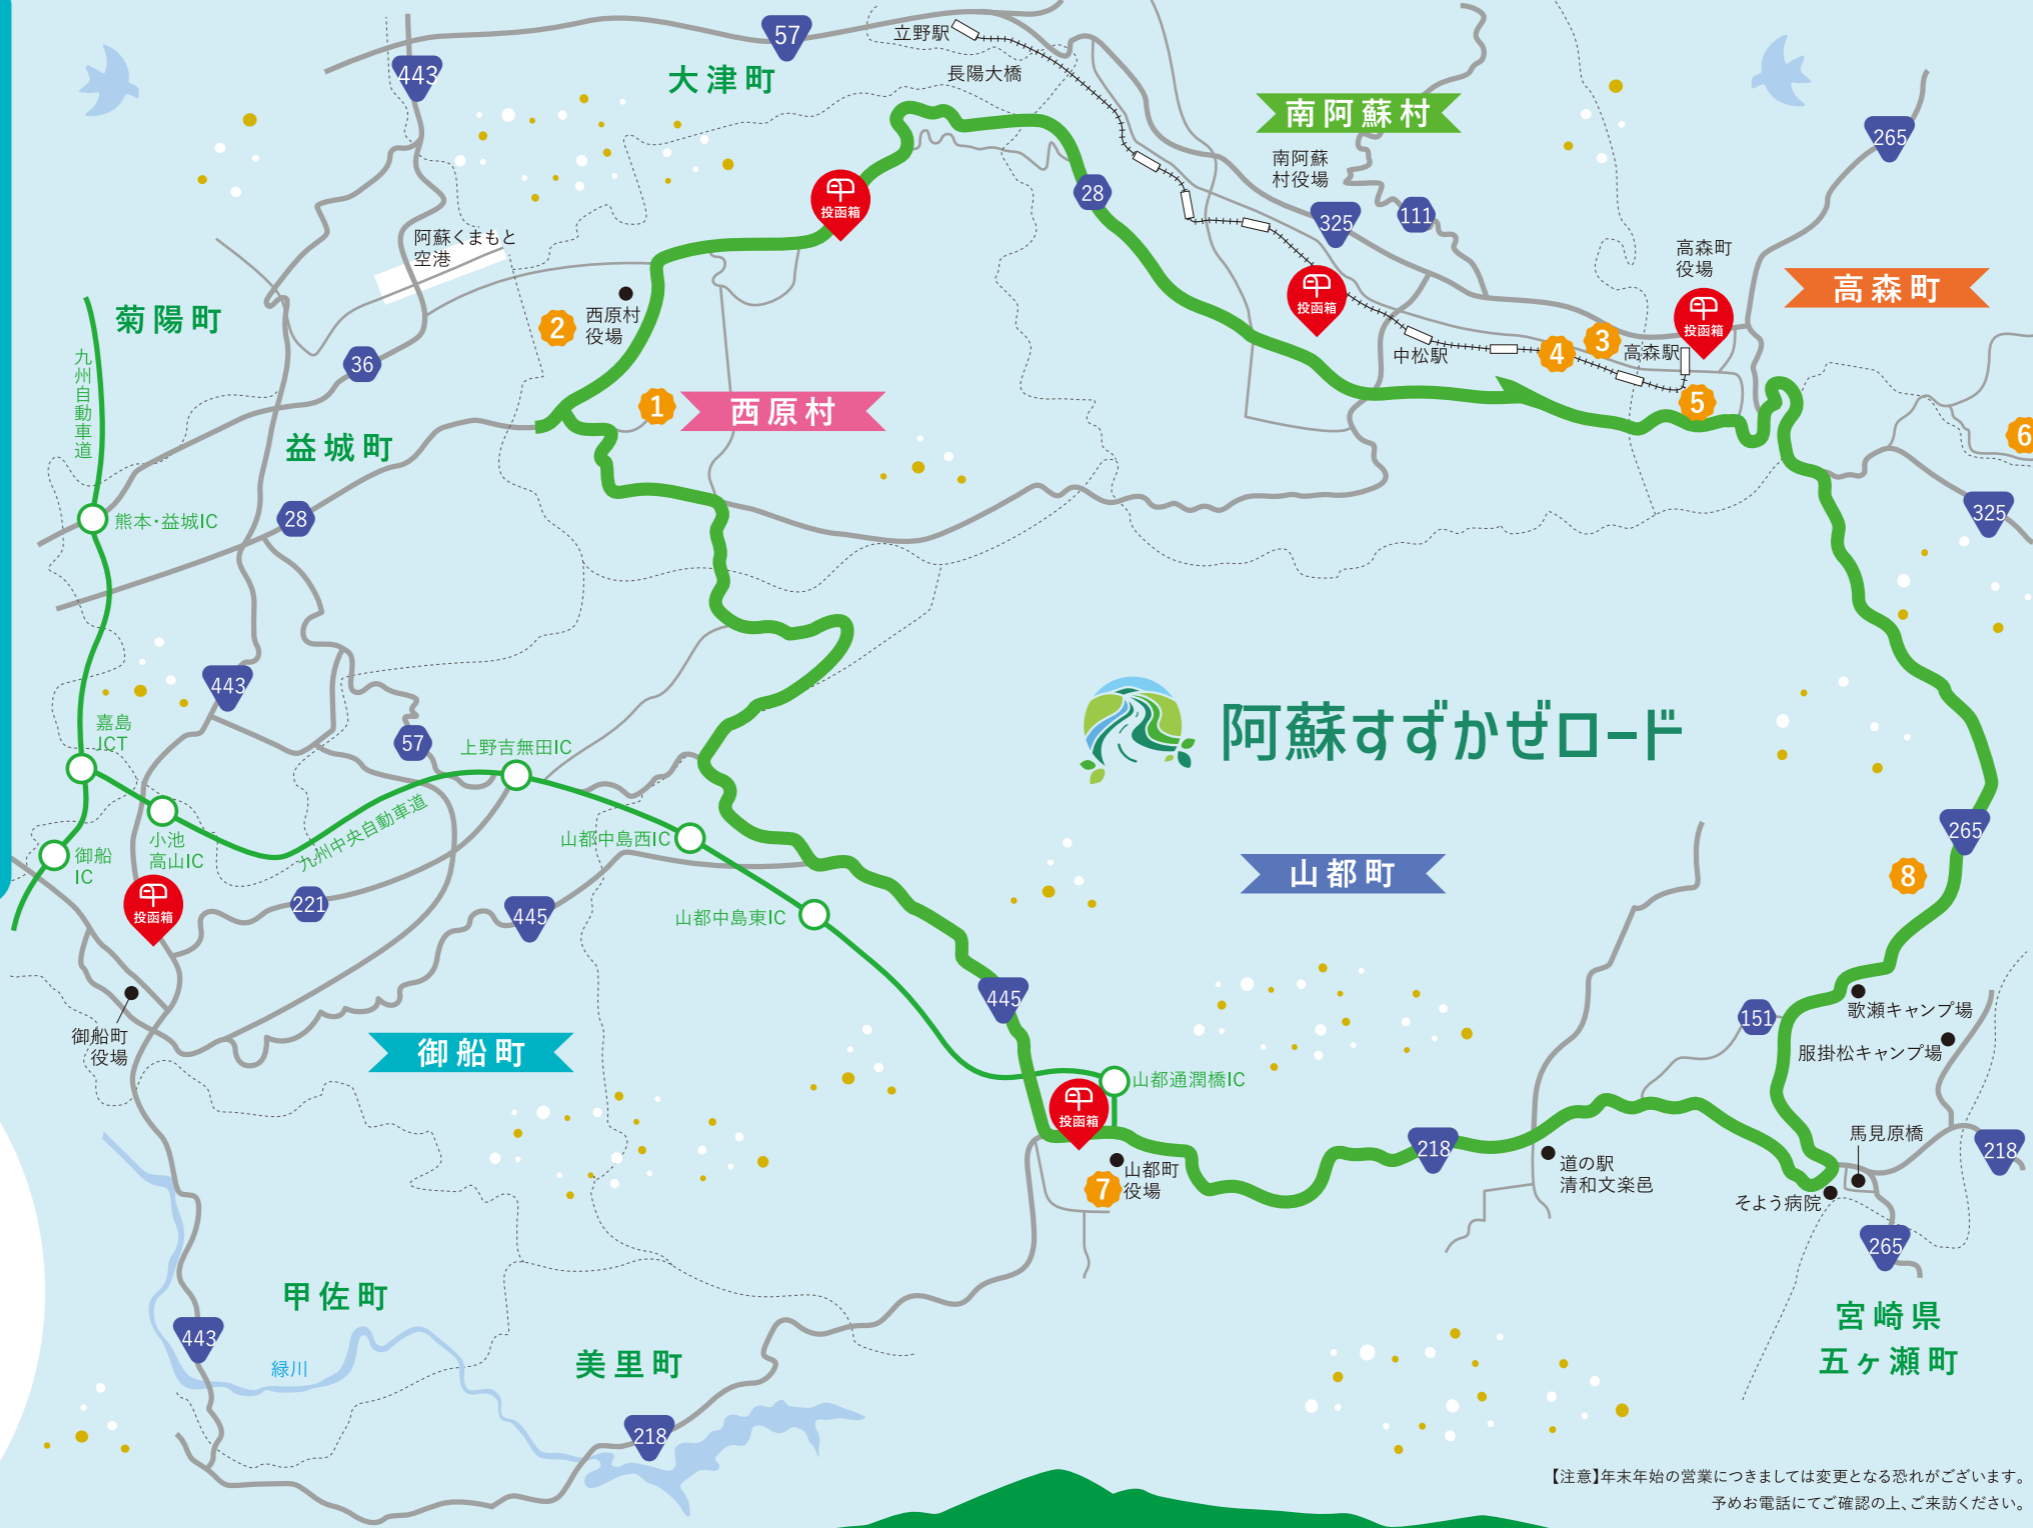 57
立野駅
443
大津町
長陽大橋
南阿蘇村
265
南阿蘇
村役場
投函箱
28
325
111
阿蘇くまもと
空港
高森町
役場
高森町
菊陽町
西原村
役場
2
投函箱
投函箱
九州自動車道
36
中松駅
4
3
高森駅
1
西原村
5
6
益城町
熊本・益城IC
28
325
443
嘉島
JCT
57
上野吉無田IC
阿蘇すずかぜロード
九州中央自動車道
小池
高山IC
御船
IC
山都中島西IC
265
山都町
8
投函箱
221
445
山都中島東IC
445
151
歌瀬キャンプ場
御船町
役場
御船町
服掛松キャンプ場
山都通潤橋IC
投函箱
馬見原橋
218
218
7
山都町
役場
道の駅
清和文楽邑
そよう病院
265
甲佐町
宮崎県
五ヶ瀬町
443
緑川
美里町
218
【注意】年末年始の営業につきましては変更となる恐れがございます。
予めお電話にてご確認の上、ご来訪ください。